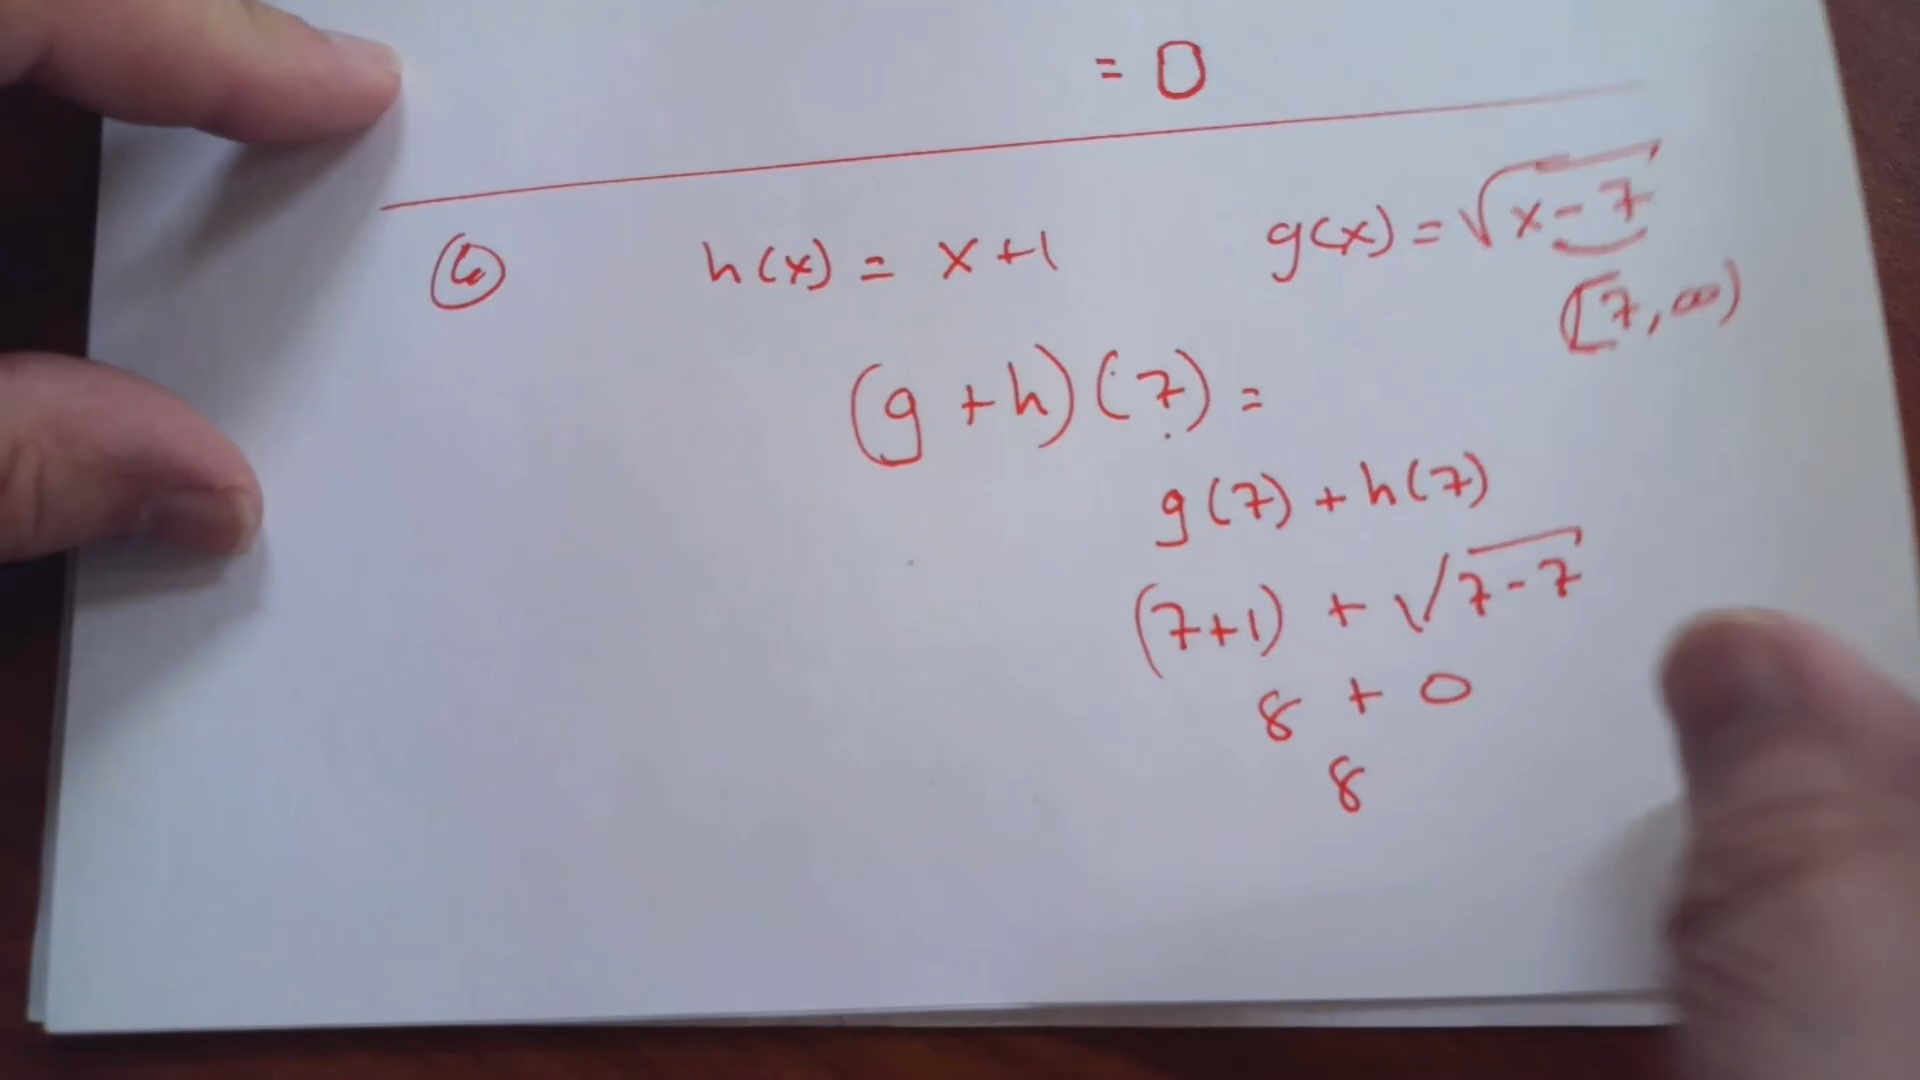 = 0
⑥ h(x) = x+1 g(x) = √x-7
[7, ∞)
(g + h)(7) =
g(7) + h(7)
(7+1) + √7-7
8 + 0
8